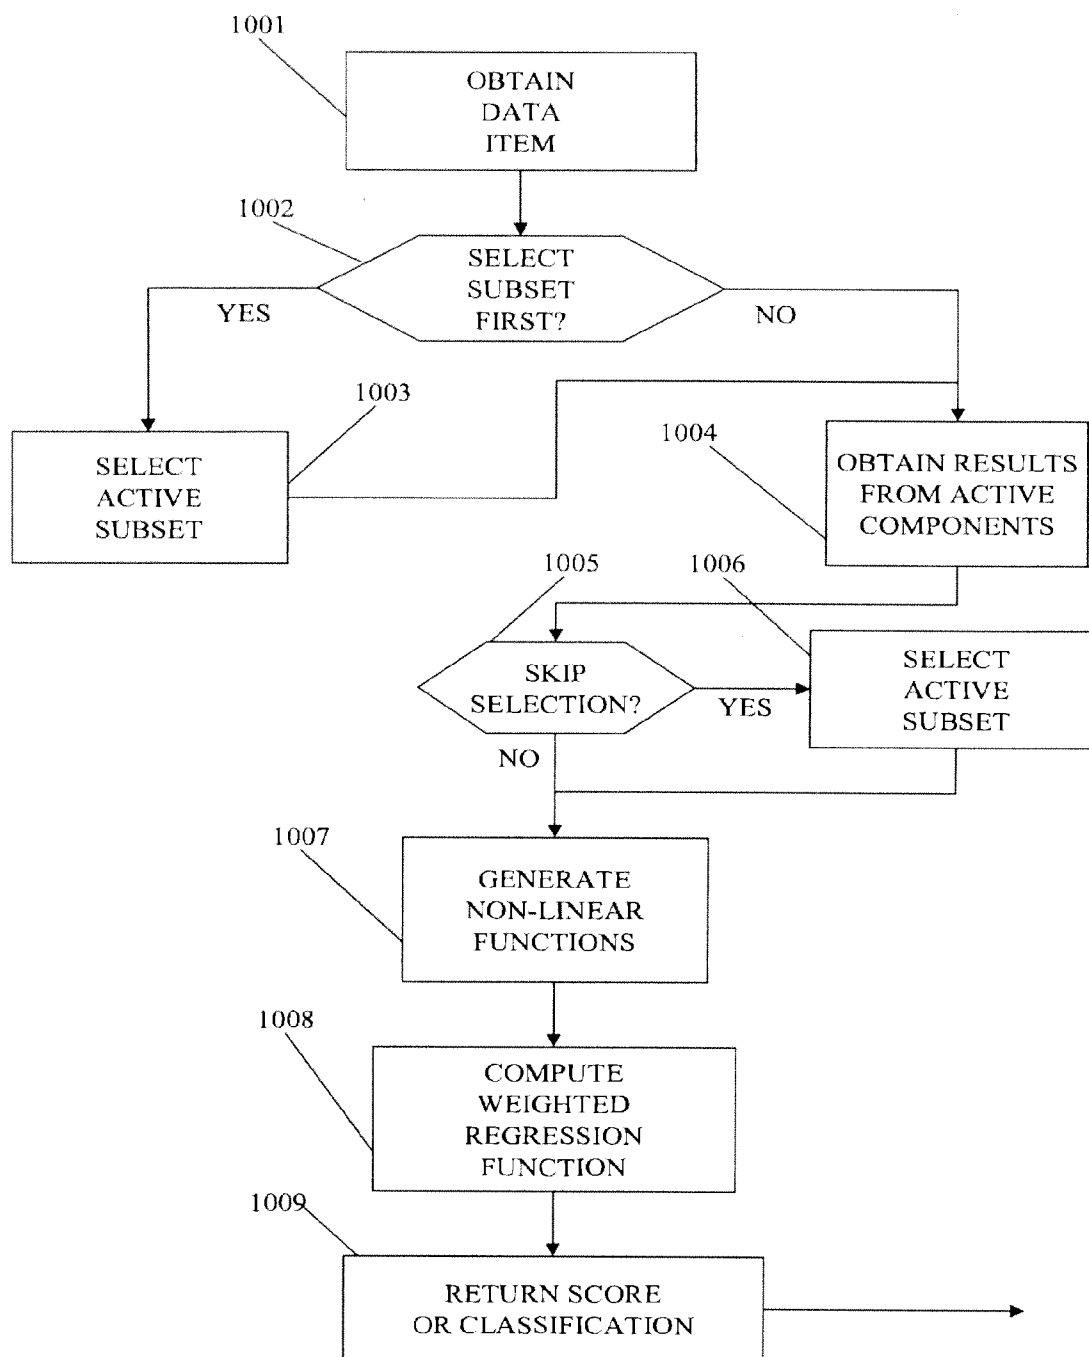 1001
OBTAIN
DATA
ITEM
1002
SELECT
SUBSET
FIRST?
YES
NO
1003
SELECT
ACTIVE
SUBSET
1004
OBTAIN RESULTS
FROM ACTIVE
COMPONENTS
1005
SKIP
SELECTION?
YES
NO
1006
SELECT
ACTIVE
SUBSET
1007
GENERATE
NON-LINEAR
FUNCTIONS
1008
COMPUTE
WEIGHTED
REGRESSION
FUNCTION
1009
RETURN SCORE
OR CLASSIFICATION